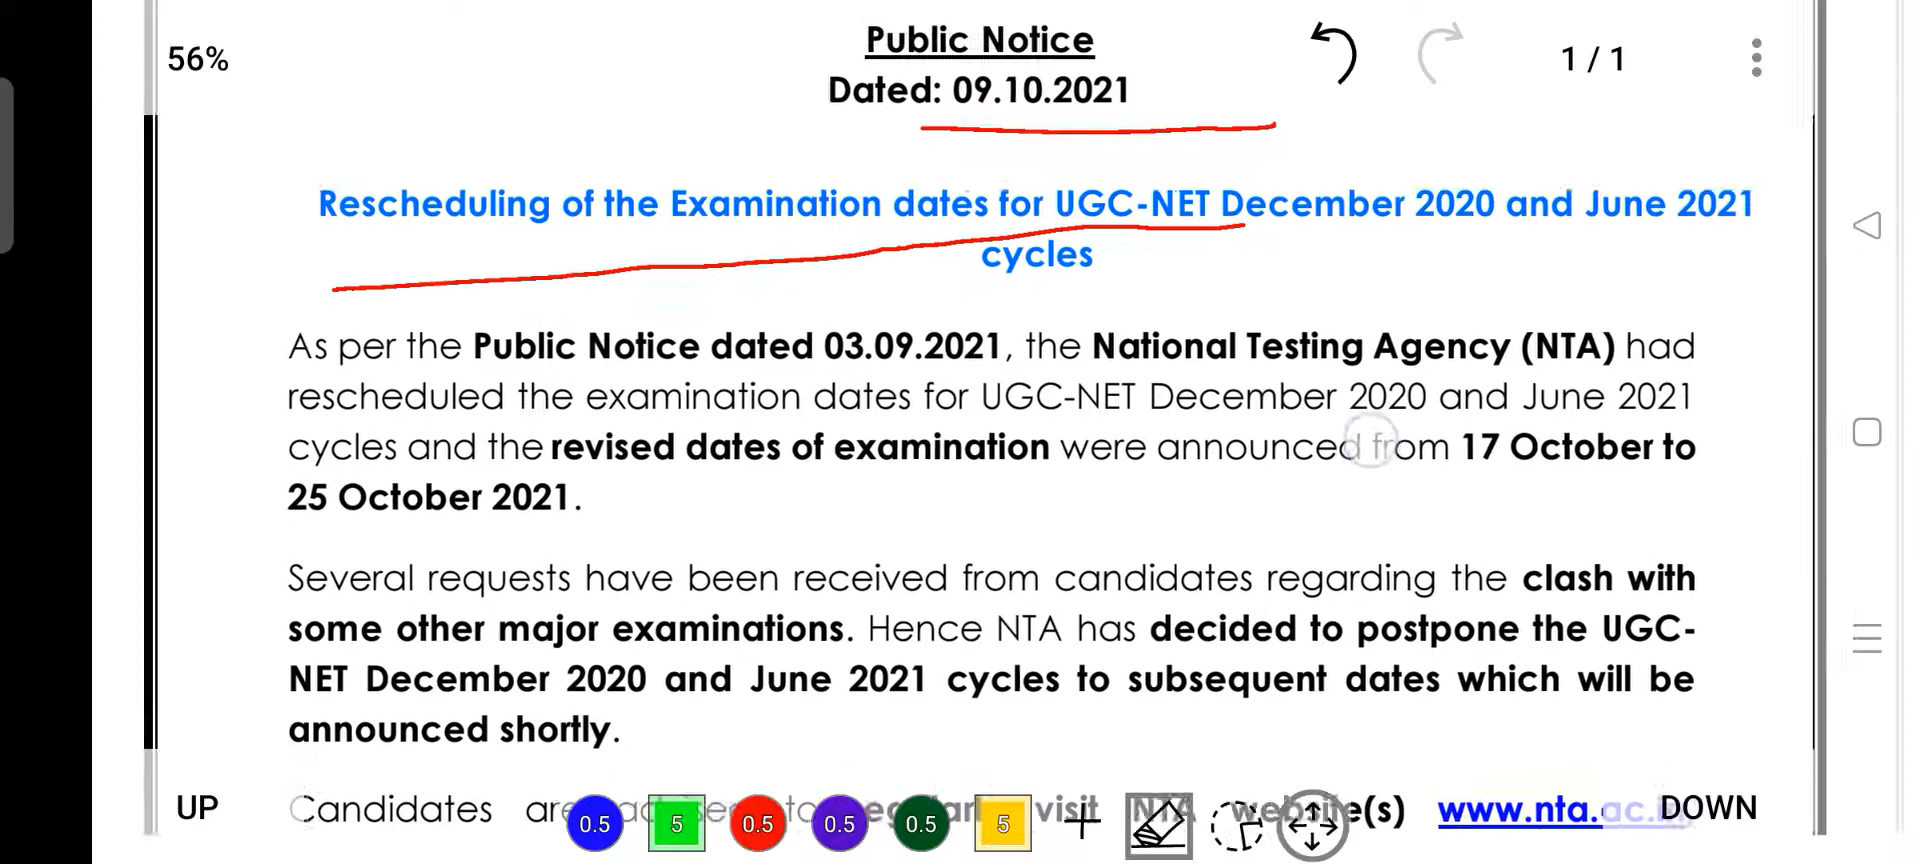 Public Notice
56%
1 / 1
Dated: 09.10.2021
Rescheduling of the Examination dates for UGC-NET December 2020 and June 2021
cycles
As per the Public Notice dated 03.09.2021, the National Testing Agency (NTA) had
rescheduled the examination dates for UGC-NET December 2020 and June 2021
cycles and the revised dates of examination were announced from 17 October to
25 October 2021.
Several requests have been received from candidates regarding the clash with
some other major examinations. Hence NTA has decided to postpone the UGC-
NET December 2020 and June 2021 cycles to subsequent dates which will be
announced shortly.
UP
Candidates are to visit NTA website(s) www.nta.ac.in
DOWN
0.5 5 0.5 0.5 0.5 5